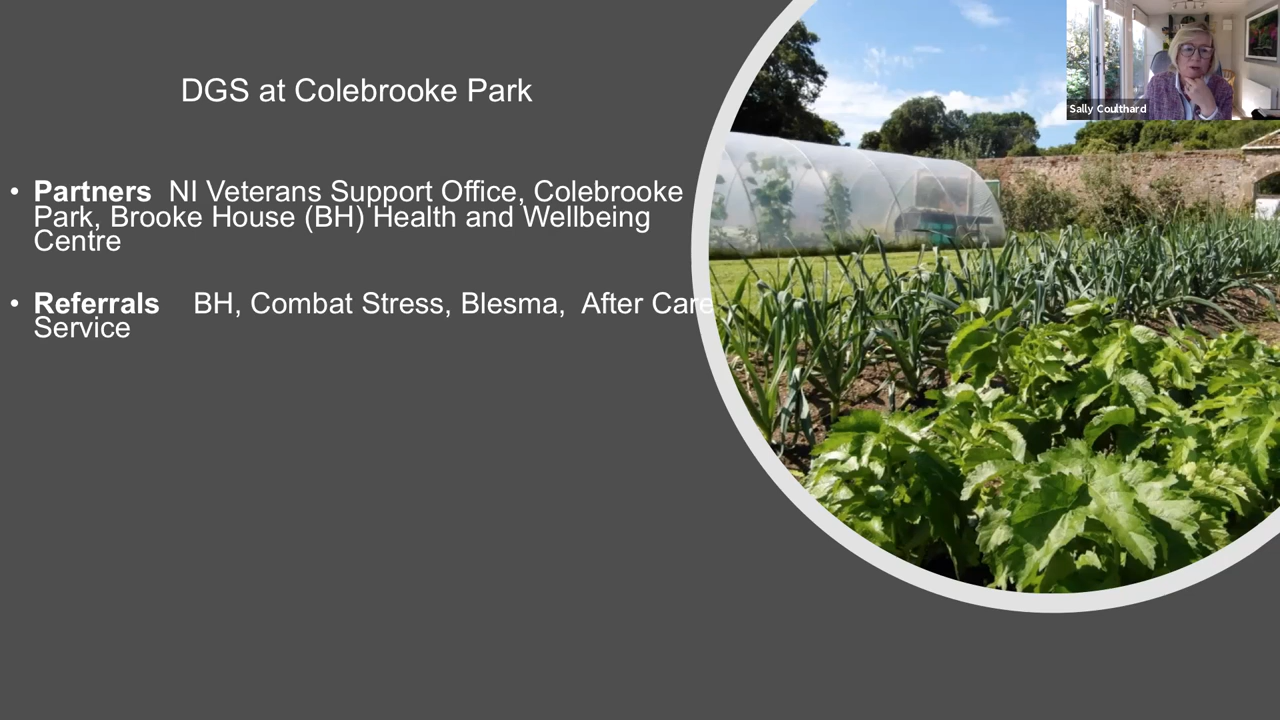 Sally Coulthard
DGS at Colebrooke Park
• Partners  NI Veterans Support Office, Colebrooke
Park, Brooke House (BH) Health and Wellbeing
Centre
• Referrals    BH, Combat Stress, Blesma,  After Care
Service